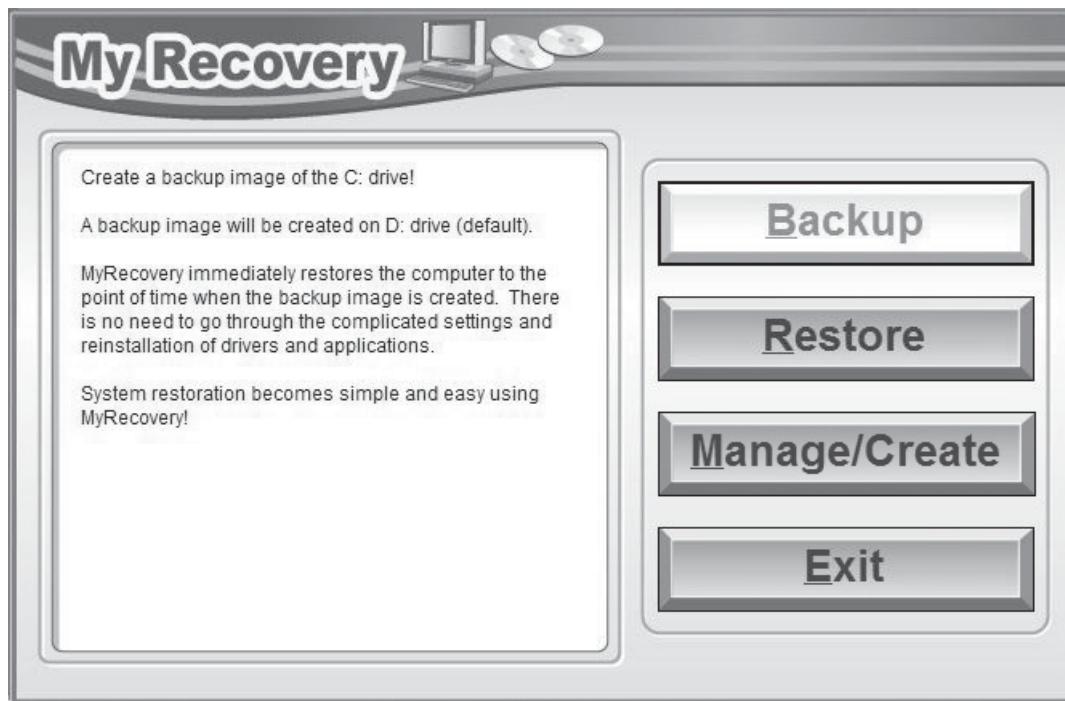 My Recovery
Create a backup image of the C: drive!
A backup image will be created on D: drive (default).
MyRecovery immediately restores the computer to the
point of time when the backup image is created.  There
is no need to go through the complicated settings and
reinstallation of drivers and applications.
System restoration becomes simple and easy using
MyRecovery!
Backup
Restore
Manage/Create
Exit